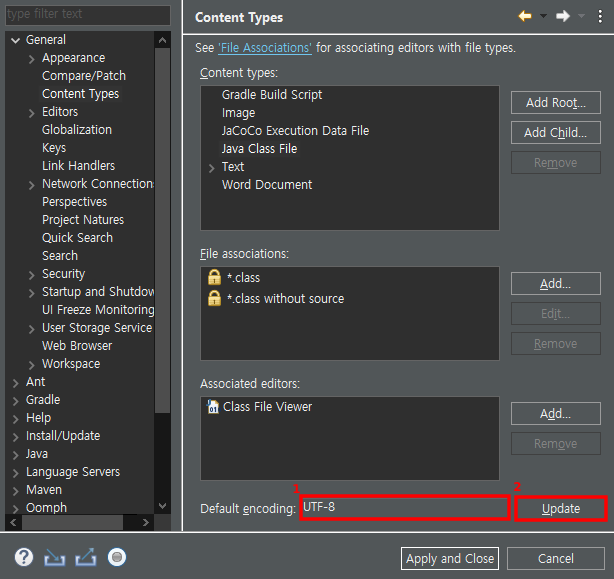 type filter text
General
Appearance
Compare/Patch
Content Types
Editors
Globalization
Keys
Link Handlers
Network Connection
Perspectives
Project Natures
Quick Search
Search
Security
Startup and Shutdow
UI Freeze Monitoring
User Storage Service
Web Browser
Workspace
Ant
Gradle
Help
Install/Update
Java
Language Servers
Maven
Oomph
Content Types
See 'File Associations' for associating editors with file types.
Content types:
Gradle Build Script
Image
JaCoCo Execution Data File
Java Class File
Text
Word Document
Add Root...
Add Child...
Remove
File associations:
*.class
*.class without source
Add...
Edit...
Remove
Associated editors:
01 Class File Viewer
Add...
Remove
1 2
Default encoding: UTF-8 Update
? Apply and Close Cancel